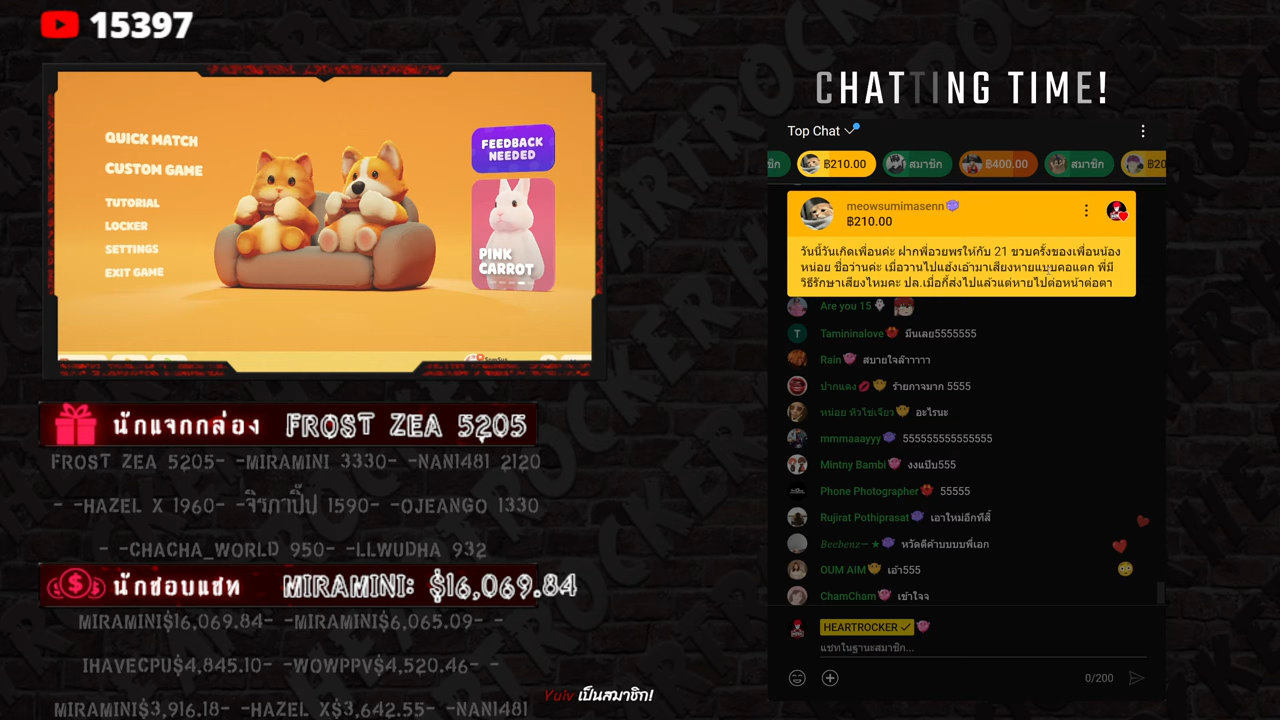 15397
QUICK MATCH
CUSTOM GAME
TUTORIAL
LOCKER
SETTINGS
EXIT GAME
FEEDBACK
NEEDED
PINK
CARROT
นักแจกกล่อง FROST ZEA 5205
FROST ZEA 5205- -MIRAMINI 3330- -NAN1481 2120
- -HAZEL X 1960- -จิรภาปิ๊ป 1590- -OJEANGO 1330
- -CHACHA_WORLD 950- -LLWUDHA 932
นักชอบแชท MIRAMINI: $16,069.84
MIRAMINI$16,069.84- -MIRAMINI$6,065.09- -
IHAVECPU$4,845.10- -WOWPPV$4,520.46- -
MIRAMINI$3,916.18- -HAZEL X$3,642.55- -NAN1481
Yuiv เป็นสมาชิก!
CHATTING TIME!
Top Chat
฿210.00 สมาชิก ฿400.00 สมาชิก ฿20
meowsumimasenn
฿210.00
วันนี้วันเกิดเพื่อนค่ะ ฝากพี่อวยพรให้กับ 21 ขวบครั้งของเพื่อนน้อง
หน่อย ชื่อว่านค่ะ เมื่อวานไปแฮ้งเอ้ามาเสียงหายแบบคอแตก พี่มี
วิธีรักษาเสียงไหมคะ ปล.เมื่อกี้ส่งไปแล้วแต่หายไปต่อหน้าต่อตา
Are you 15
T Tamininalove มึนเลย5555555
Rain สบายใจล้าาาาา
ปากแดง ร้ายกาจมาก 5555
หน่อย หัวไข่เจียว อะไรนะ
mmmaaayyy 555555555555555
Mintny Bambi งงแป๊บ555
Phone Photographer 55555
Rujirat Pothiprasat เอาใหม่อีกทีสิ้
Beebenz— ★ หวัดดีค้าบบบบพี่เอก
OUM AIM เอ้า555
ChamCham เข้าใจจ
HEARTROCKER
แชทในฐานะสมาชิก...
0/200